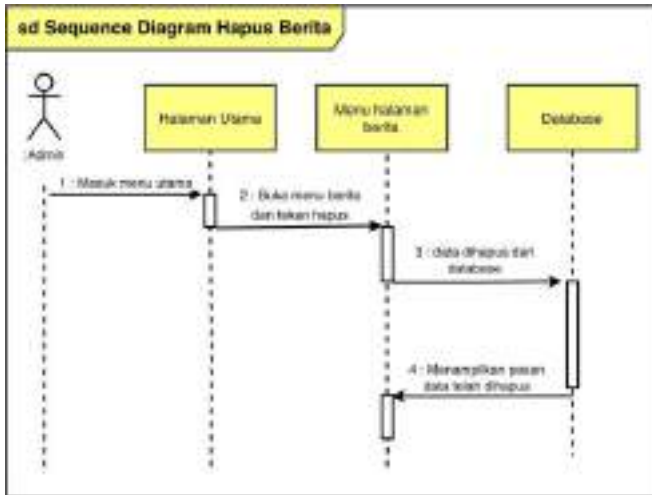 sd Sequence Diagram Hapus Berita
Halaman Utama
Menu halaman
berita
Database
:Admin
1 : Masuk menu utama
2 : Buka menu berita
dan tekan hapus
3 : data dihapus dari
database
4 : Menampilkan pesan
data telah dihapus